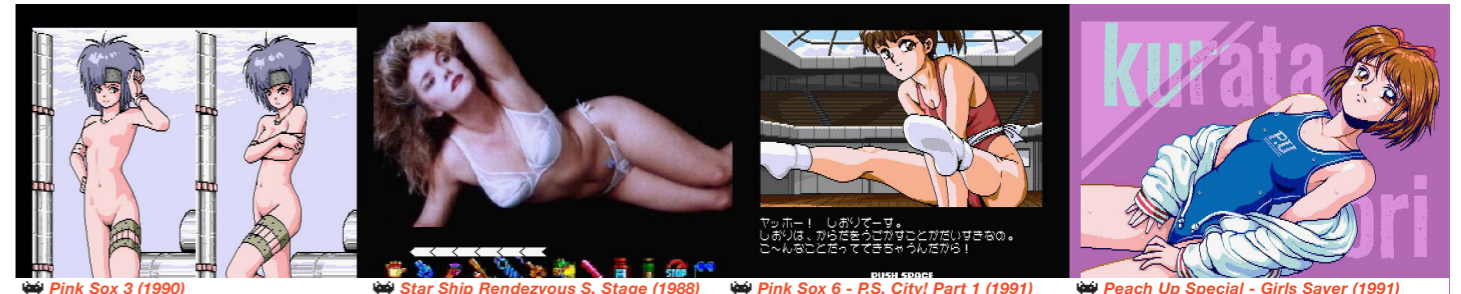 kurata
P.U
ori
ヤッホー！ しおりでーす。
しおりは、からだをうごかすことがだいすきなの。
こ〜んなことだってできちゃうんだから！
STOP
PUSH SPACE
Pink Sox 3 (1990)
Star Ship Rendezvous S. Stage (1988)
Pink Sox 6 - P.S. City! Part 1 (1991)
Peach Up Special - Girls Saver (1991)